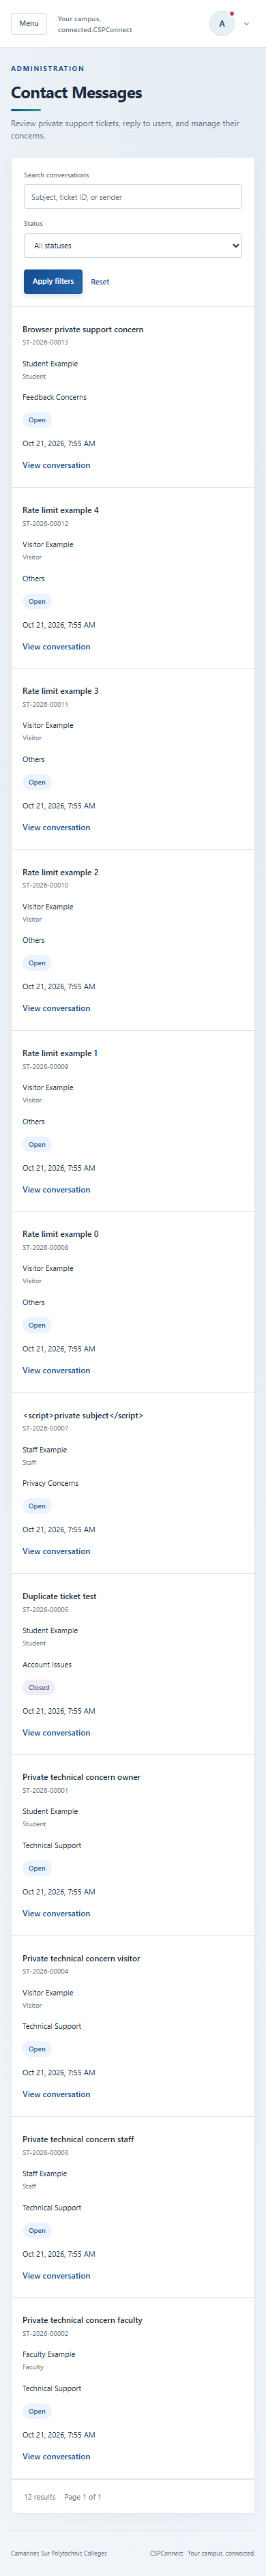 Menu
Your campus,
connected.CSPConnect
A
ADMINISTRATION
Contact Messages
Review private support tickets, reply to users, and manage their
concerns.
Search conversations
Subject, ticket ID, or sender
Status
All statuses
Apply filters Reset
Browser private support concern
ST-2026-00013
Student Example
Student
Feedback Concerns
Open
Oct 21, 2026, 7:55 AM
View conversation
Rate limit example 4
ST-2026-00012
Visitor Example
Visitor
Others
Open
Oct 21, 2026, 7:55 AM
View conversation
Rate limit example 3
ST-2026-00011
Visitor Example
Visitor
Others
Open
Oct 21, 2026, 7:55 AM
View conversation
Rate limit example 2
ST-2026-00010
Visitor Example
Visitor
Others
Open
Oct 21, 2026, 7:55 AM
View conversation
Rate limit example 1
ST-2026-00009
Visitor Example
Visitor
Others
Open
Oct 21, 2026, 7:55 AM
View conversation
Rate limit example 0
ST-2026-00008
Visitor Example
Visitor
Others
Open
Oct 21, 2026, 7:55 AM
View conversation
<script>private subject</script>
ST-2026-00007
Staff Example
Staff
Privacy Concerns
Open
Oct 21, 2026, 7:55 AM
View conversation
Duplicate ticket test
ST-2026-00005
Student Example
Student
Account Issues
Closed
Oct 21, 2026, 7:55 AM
View conversation
Private technical concern owner
ST-2026-00001
Student Example
Student
Technical Support
Open
Oct 21, 2026, 7:55 AM
View conversation
Private technical concern visitor
ST-2026-00004
Visitor Example
Visitor
Technical Support
Open
Oct 21, 2026, 7:55 AM
View conversation
Private technical concern staff
ST-2026-00003
Staff Example
Staff
Technical Support
Open
Oct 21, 2026, 7:55 AM
View conversation
Private technical concern faculty
ST-2026-00002
Faculty Example
Faculty
Technical Support
Open
Oct 21, 2026, 7:55 AM
View conversation
12 results Page 1 of 1
Camarines Sur Polytechnic Colleges CSPConnect · Your campus, connected.